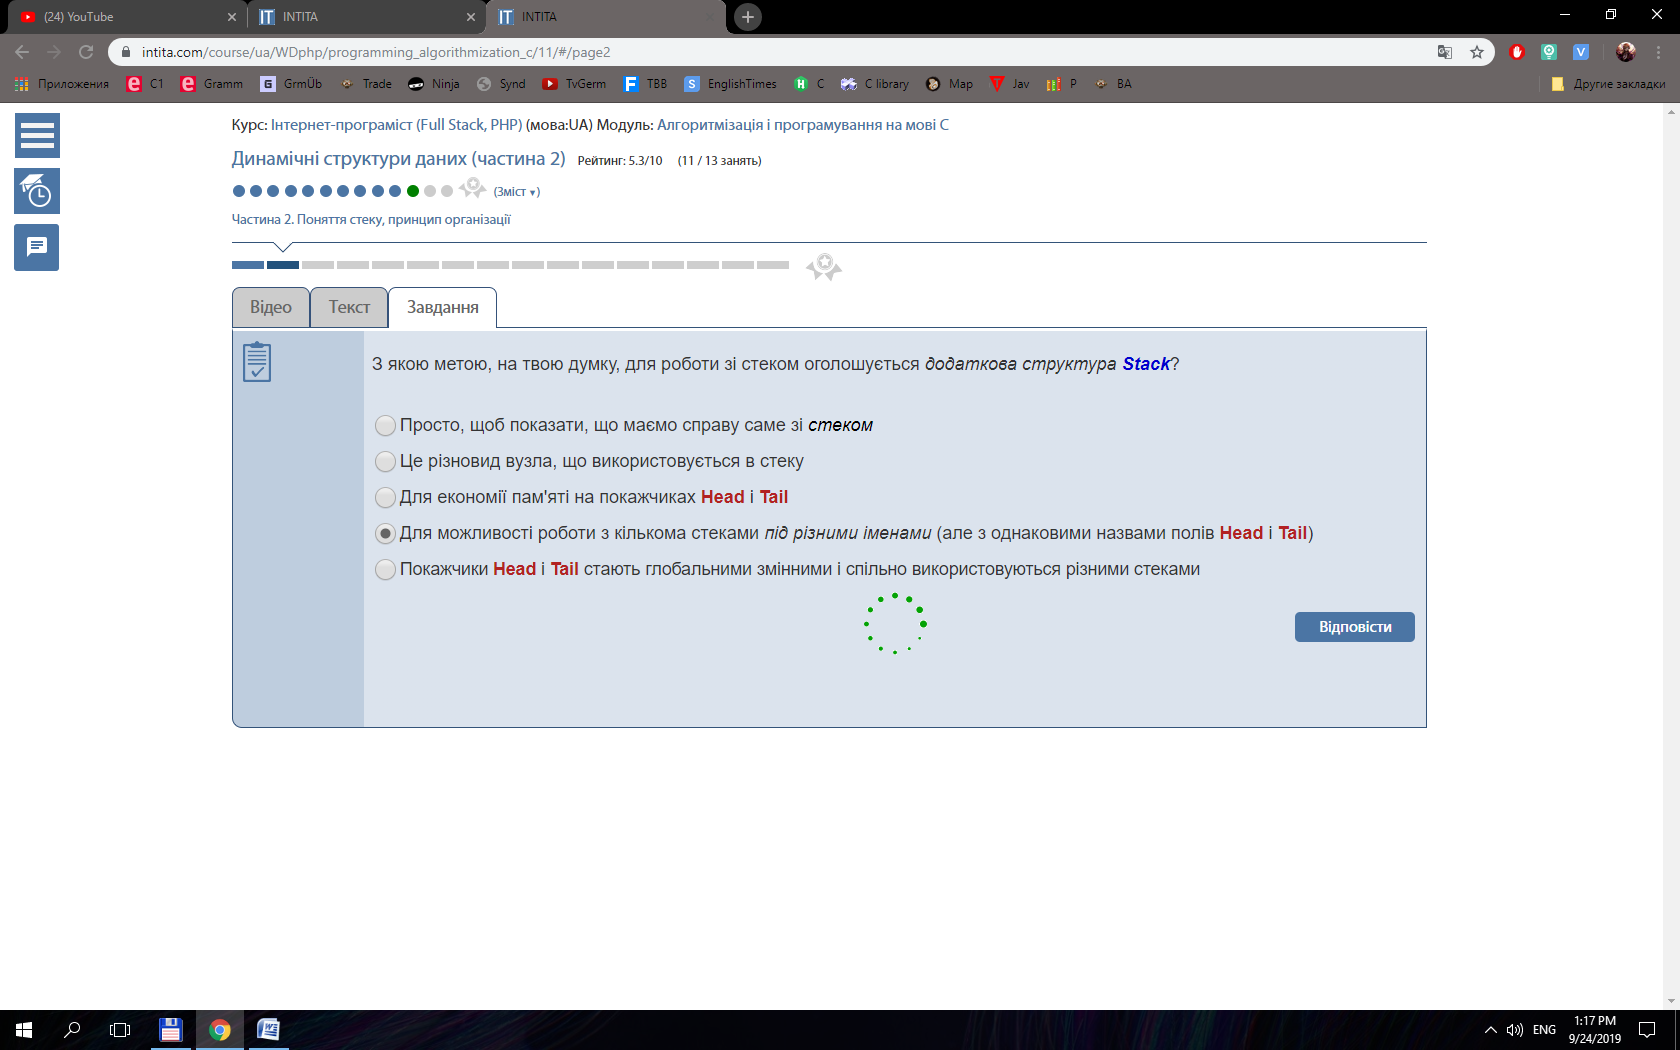 (24) YouTube
INTITA
INTITA
intita.com/course/ua/WDphp/programming_algorithmization_c/11/#/page2
Приложения C1 Gramm GrmÜb Trade Ninja Synd TvGerm TBB EnglishTimes C C library Map Jav P BA Другие закладки
Курс: Інтернет-програміст (Full Stack, PHP) (мова:UA) Модуль: Алгоритмізація і програмування на мові С
Динамічні структури даних (частина 2) Рейтинг: 5.3/10 (11 / 13 занять)
(Зміст ▾)
Частина 2. Поняття стеку, принцип організації
Відео Текст Завдання
З якою метою, на твою думку, для роботи зі стеком оголошується додаткова структура Stack?
Просто, щоб показати, що маємо справу саме зі стеком
Це різновид вузла, що використовується в стеку
Для економії пам'яті на покажчиках Head і Tail
Для можливості роботи з кількома стеками під різними іменами (але з однаковими назвами полів Head і Tail)
Покажчики Head і Tail стають глобальними змінними і спільно використовуються різними стеками
Відповісти
ENG
1:17 PM
9/24/2019